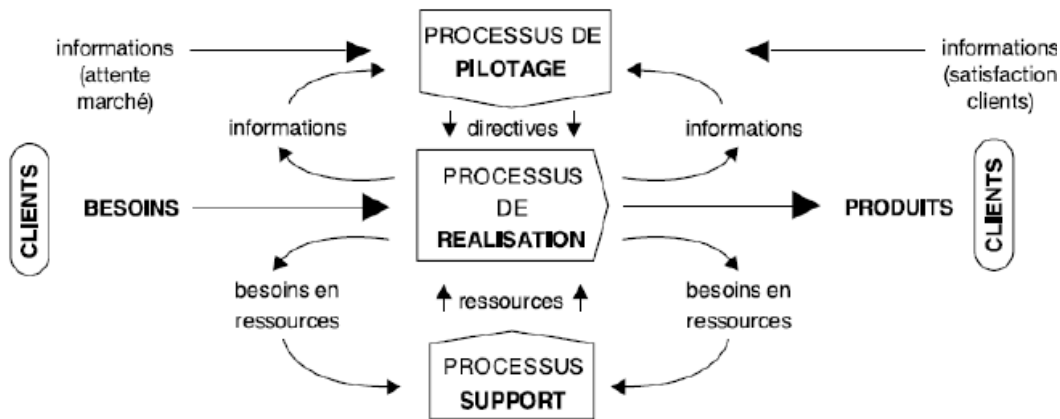 informations
(attente
marché)
PROCESSUS DE
PILOTAGE
informations
(satisfaction
clients)
informations
directives
informations
CLIENTS
BESOINS
PROCESSUS
DE
REALISATION
PRODUITS
CLIENTS
besoins en
ressources
ressources
besoins en
ressources
PROCESSUS
SUPPORT